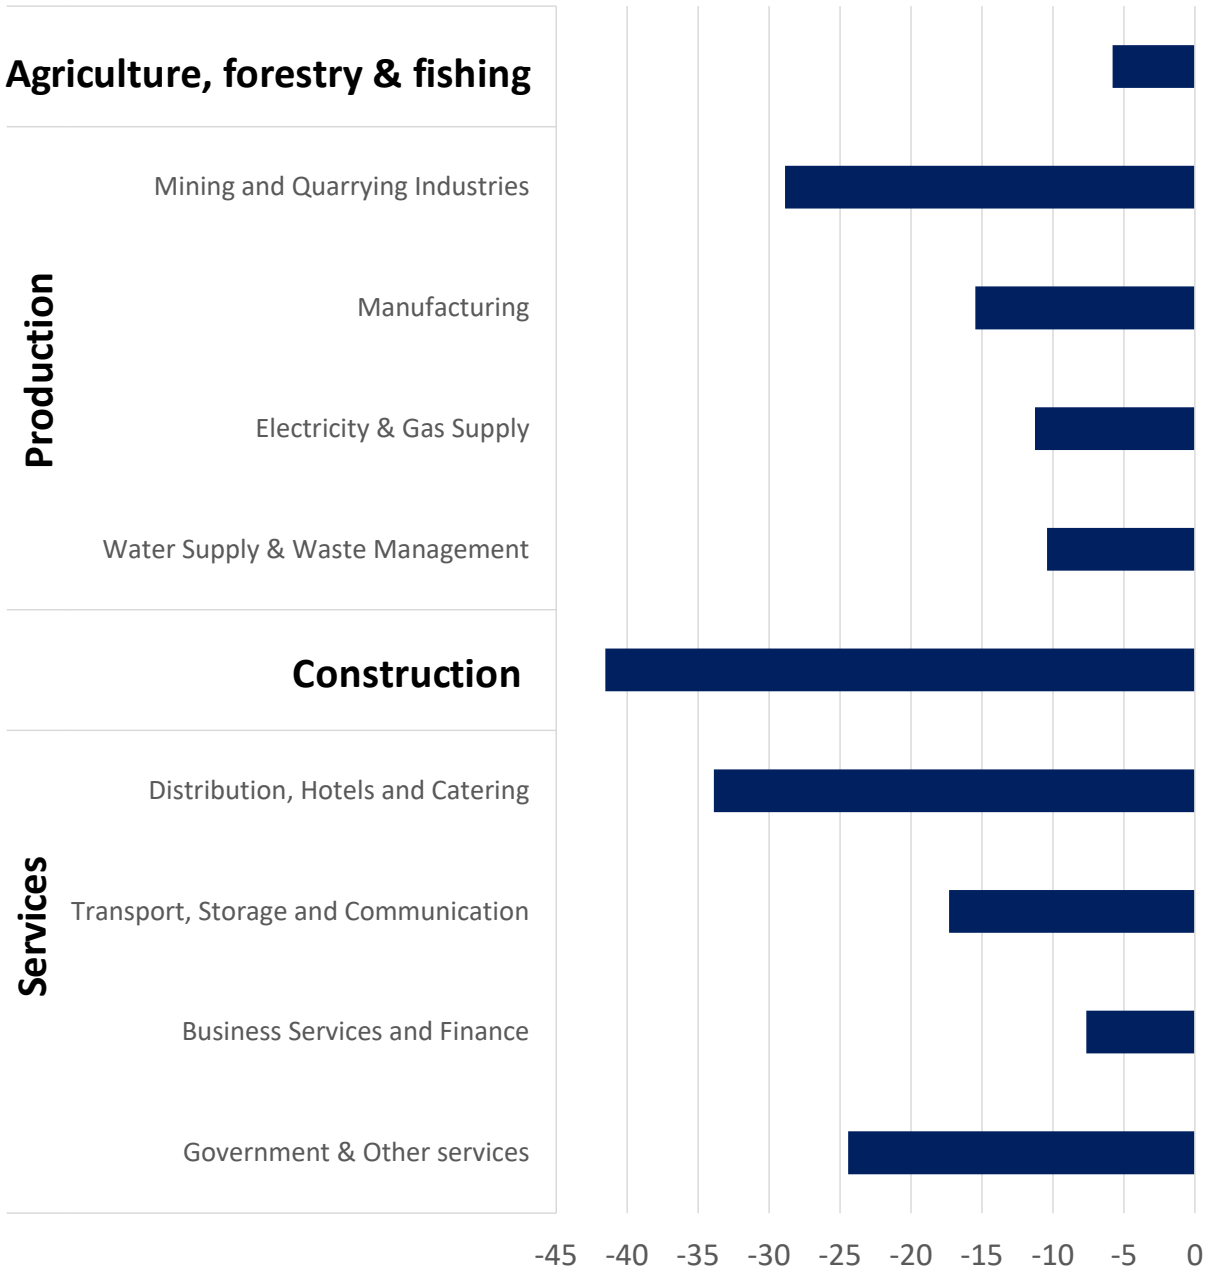 Agriculture, forestry & fishing
Production
Mining and Quarrying Industries
Manufacturing
Electricity & Gas Supply
Water Supply & Waste Management
Construction
Services
Distribution, Hotels and Catering
Transport, Storage and Communication
Business Services and Finance
Government & Other services
-45 -40 -35 -30 -25 -20 -15 -10 -5 0